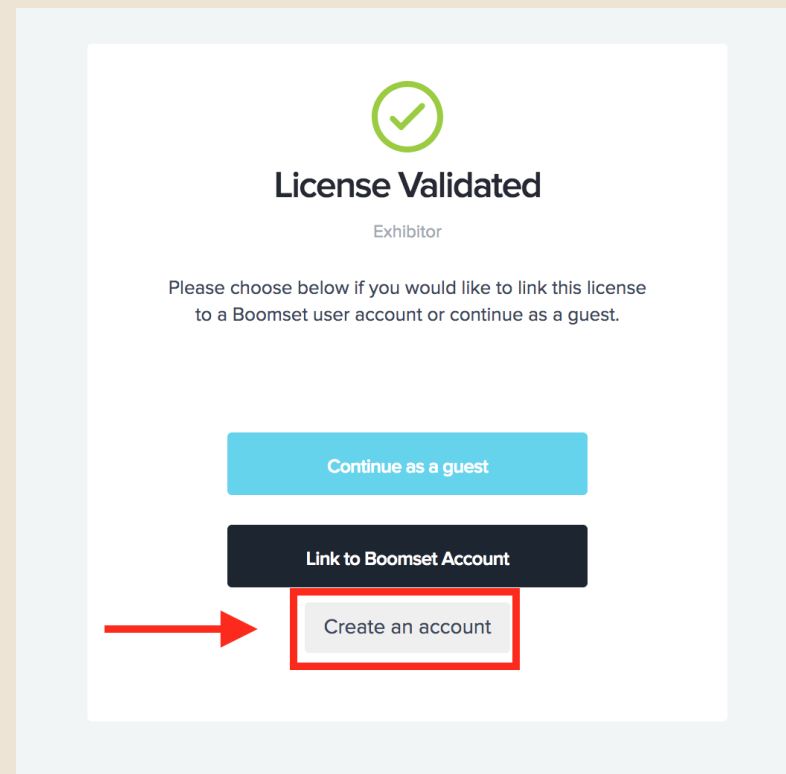 License Validated
Exhibitor
Please choose below if you would like to link this license
to a Boomset user account or continue as a guest.
Continue as a guest
Link to Boomset Account
Create an account